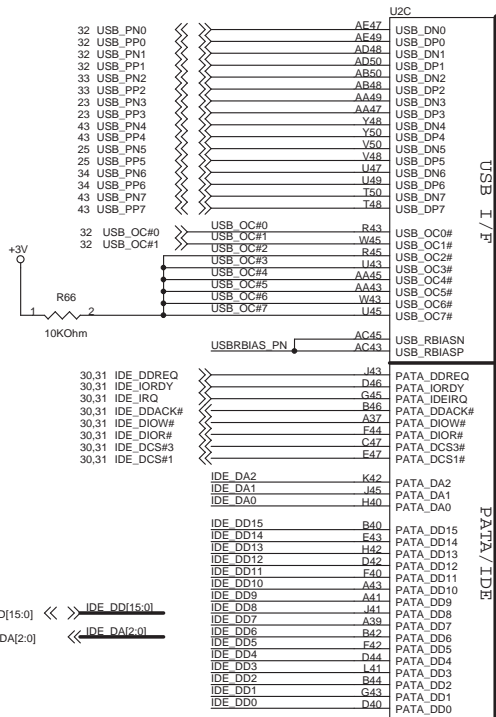 U2C
32 USB_PN0 AE47 USB_DN0
32 USB_PP0 AE49 USB_DP0
32 USB_PN1 AD48 USB_DN1
32 USB_PP1 AD50 USB_DP1
33 USB_PN2 AB50 USB_DN2
33 USB_PP2 AB48 USB_DP2
23 USB_PN3 AA49 USB_DN3
23 USB_PP3 AA47 USB_DP3
43 USB_PN4 Y48 USB_DN4
43 USB_PP4 Y50 USB_DP4
25 USB_PN5 V50 USB_DN5
25 USB_PP5 V48 USB_DP5
34 USB_PN6 U47 USB_DN6
34 USB_PP6 U49 USB_DP6
43 USB_PN7 T50 USB_DN7
43 USB_PP7 T48 USB_DP7
USB I/F
32 USB_OC#0 USB_OC#0 R43 USB_OC0#
32 USB_OC#1 USB_OC#1 W45 USB_OC1#
USB_OC#2 R45 USB_OC2#
+3V
USB_OC#3 U43 USB_OC3#
USB_OC#4 AA45 USB_OC4#
USB_OC#5 AA43 USB_OC5#
USB_OC#6 W43 USB_OC6#
USB_OC#7 U45 USB_OC7#
R66
1 2
10KOhm
USBRBIAS_PN AC45 USB_RBIASN
AC43 USB_RBIASP
30,31 IDE_DDREQ J43 PATA_DDREQ
30,31 IDE_IORDY D46 PATA_IORDY
30,31 IDE_IRQ G45 PATA_IDEIRQ
30,31 IDE_DDACK# B46 PATA_DDACK#
30,31 IDE_DIOW# A37 PATA_DIOW#
30,31 IDE_DIOR# F44 PATA_DIOR#
30,31 IDE_DCS#3 C47 PATA_DCS3#
30,31 IDE_DCS#1 E47 PATA_DCS1#
IDE_DA2 K42 PATA_DA2
IDE_DA1 J45 PATA_DA1
IDE_DA0 H40 PATA_DA0
PATA/IDE
IDE_DD15 B40 PATA_DD15
IDE_DD14 E43 PATA_DD14
IDE_DD13 H42 PATA_DD13
IDE_DD12 D42 PATA_DD12
IDE_DD11 F40 PATA_DD11
IDE_DD10 A43 PATA_DD10
IDE_DD9 A41 PATA_DD9
D[15:0] IDE_DD[15:0]
IDE_DD8 J41 PATA_DD8
IDE_DD7 A39 PATA_DD7
IDE_DD6 B42 PATA_DD6
DA[2:0] IDE_DA[2:0]
IDE_DD5 F42 PATA_DD5
IDE_DD4 D44 PATA_DD4
IDE_DD3 L41 PATA_DD3
IDE_DD2 B44 PATA_DD2
IDE_DD1 G43 PATA_DD1
IDE_DD0 D40 PATA_DD0